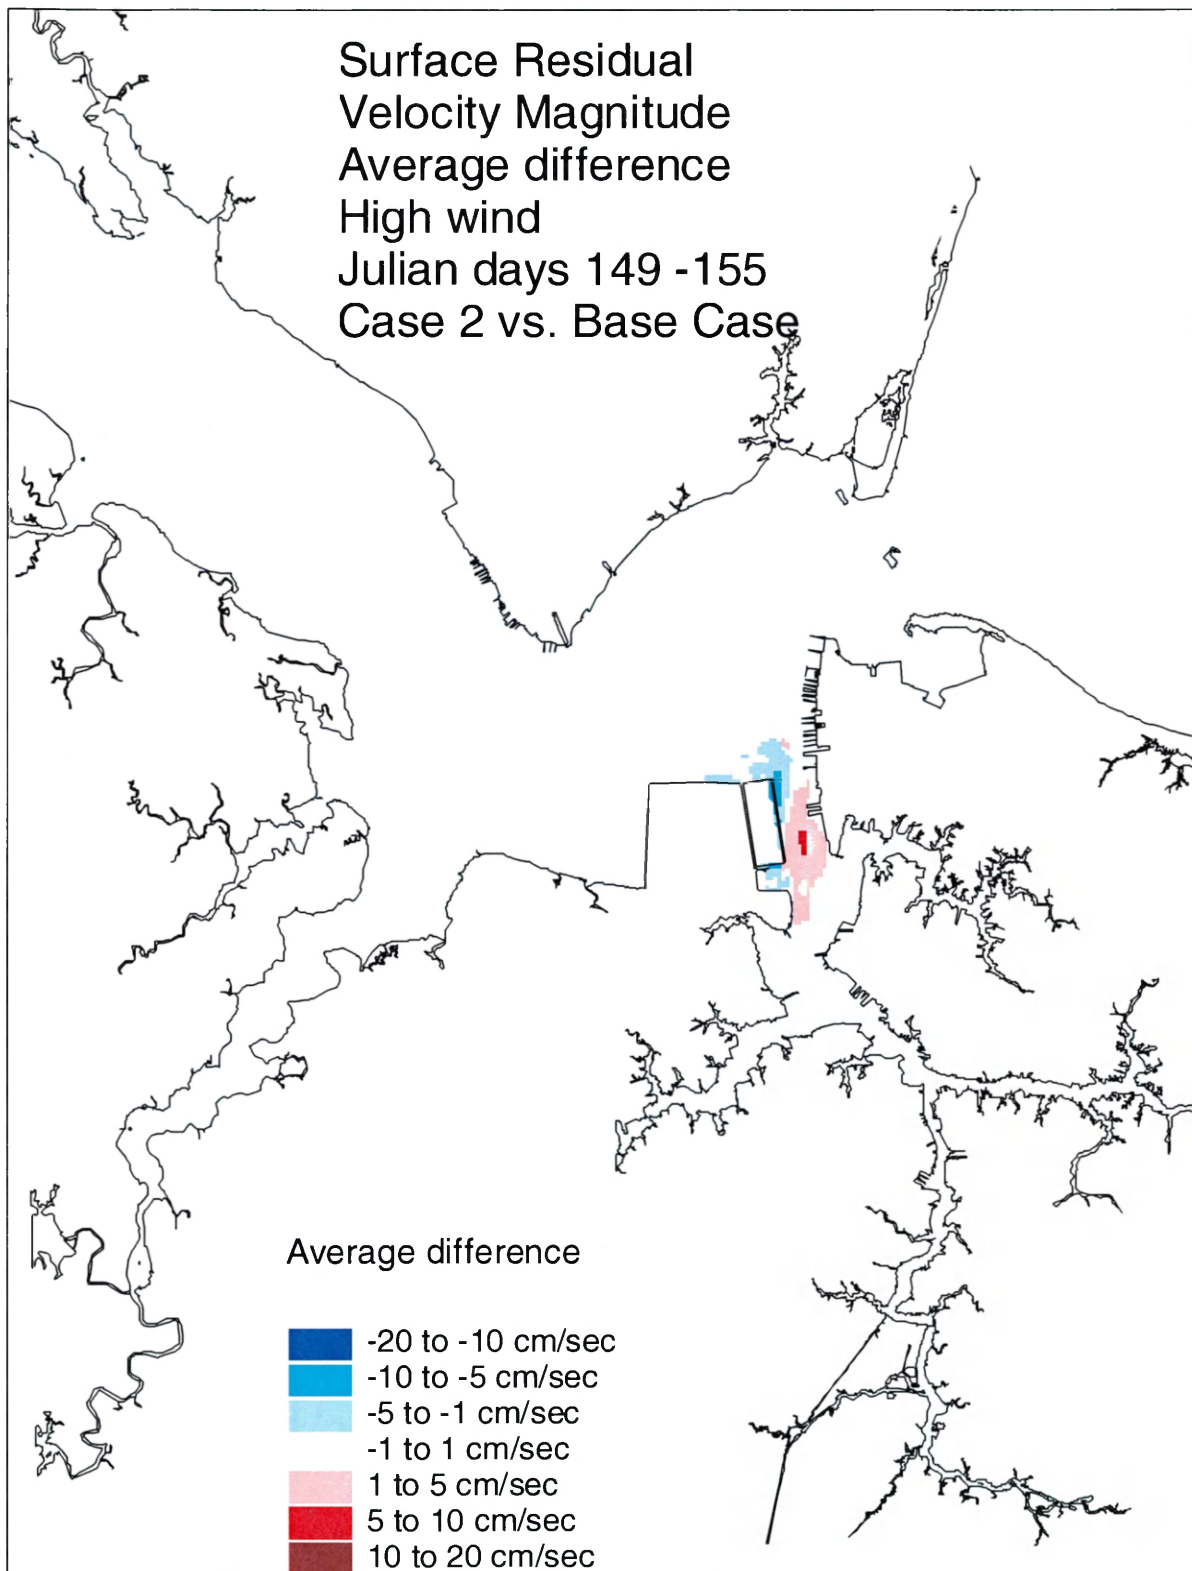 Surface Residual
Velocity Magnitude
Average difference
High wind
Julian days 149 -155
Case 2 vs. Base Case
Average difference
-20 to -10 cm/sec
-10 to -5 cm/sec
-5 to -1 cm/sec
-1 to 1 cm/sec
1 to 5 cm/sec
5 to 10 cm/sec
10 to 20 cm/sec